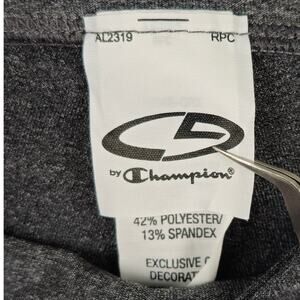 AL2319 RPC
by Champion®
42% POLYESTER/
13% SPANDEX
EXCLUSIVE